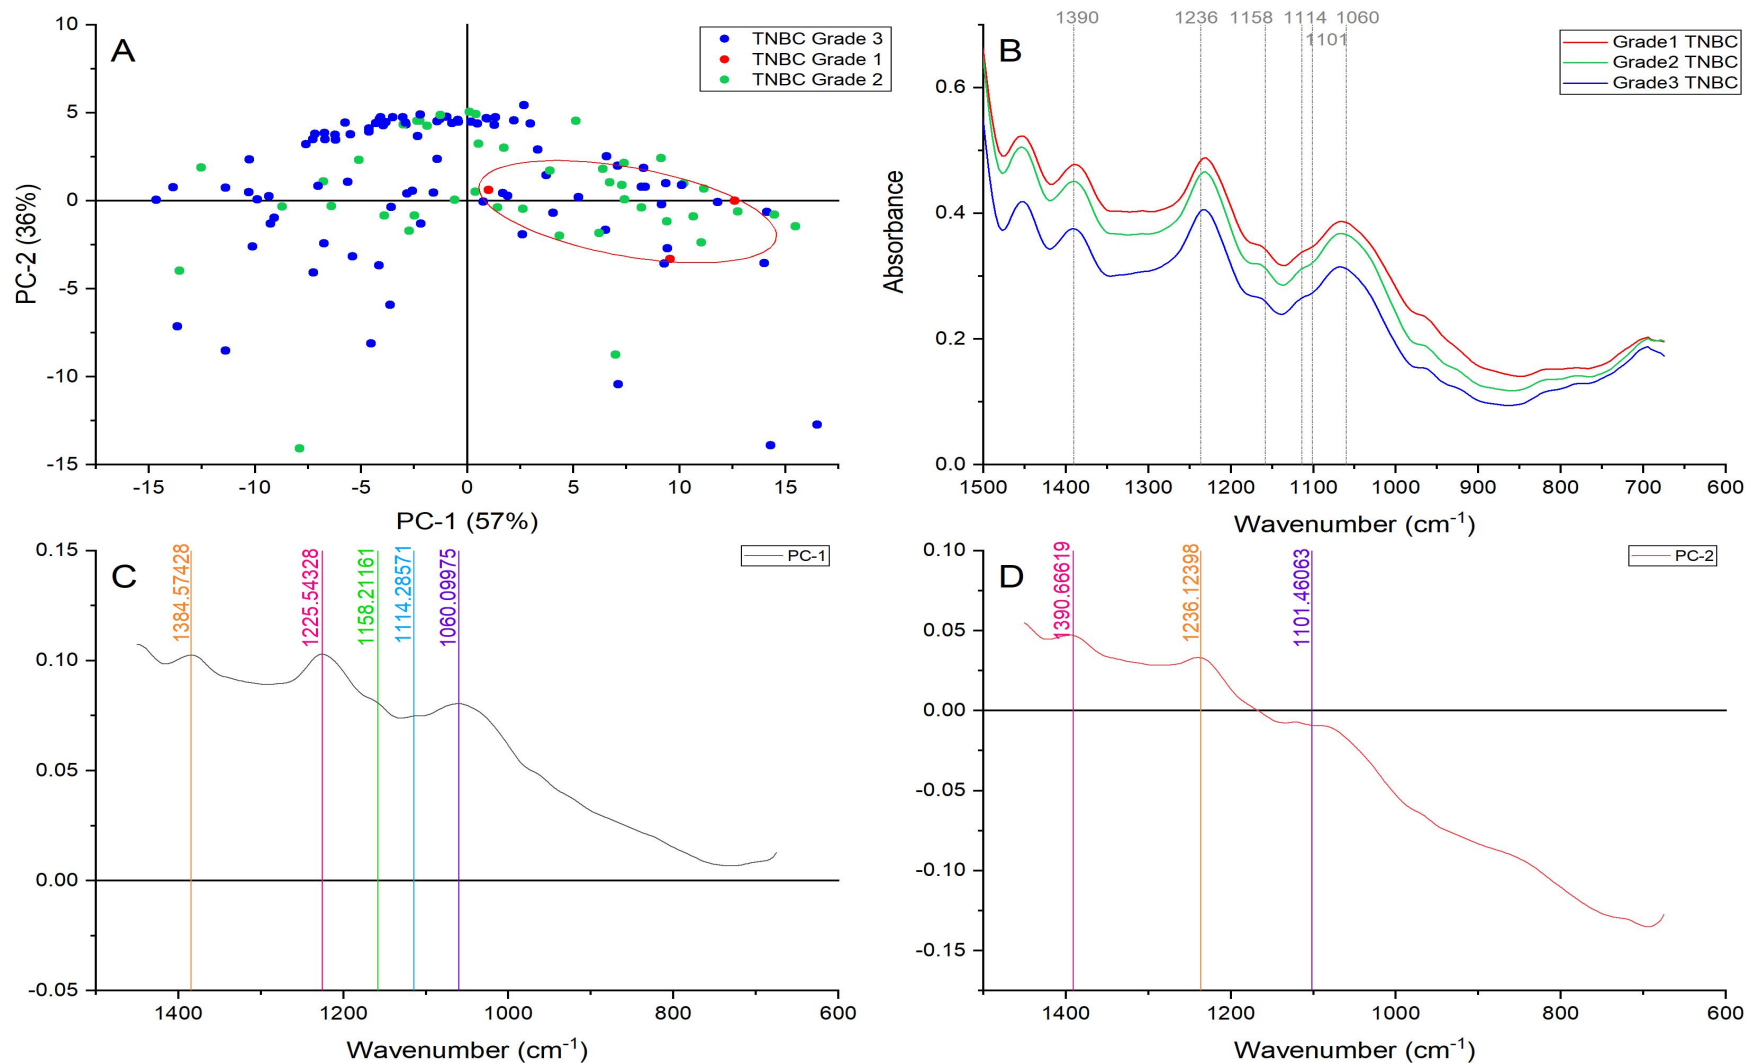 A
TNBC Grade 3
TNBC Grade 1
TNBC Grade 2
10
5
0
-5
-10
-15
PC-2 (36%)
-15 -10 -5 0 5 10 15
PC-1 (57%)
B
1390 1236 1158 1114 1060
1101
Grade1 TNBC
Grade2 TNBC
Grade3 TNBC
0.6
0.4
0.2
0.0
Absorbance
1500 1400 1300 1200 1100 1000 900 800 700 600
Wavenumber (cm-1)
C
1384.57428
1225.54328
1158.21161
1114.28571
1060.09975
PC-1
0.15
0.10
0.05
0.00
-0.05
1400 1200 1000 800 600
Wavenumber (cm-1)
D
1390.66619
1236.12398
1101.46063
PC-2
0.10
0.05
0.00
-0.05
-0.10
-0.15
1400 1200 1000 800 600
Wavenumber (cm-1)